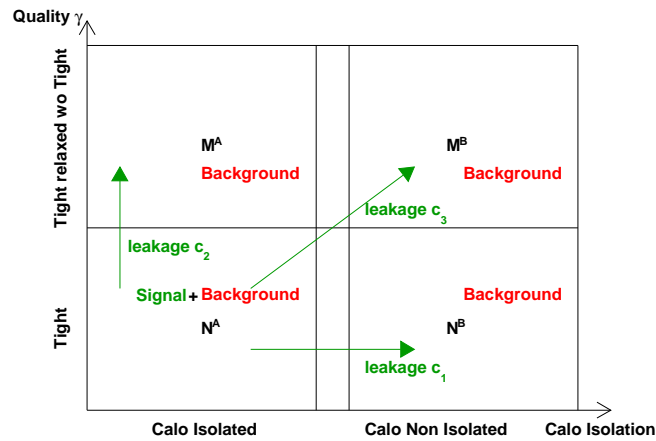 Quality γ
Tight relaxed wo Tight
M^A
Background
M^B
Background
leakage c_3
leakage c_2
Signal + Background
N^A
Background
N^B
Tight
leakage c_1
Calo Isolated
Calo Non Isolated
Calo Isolation